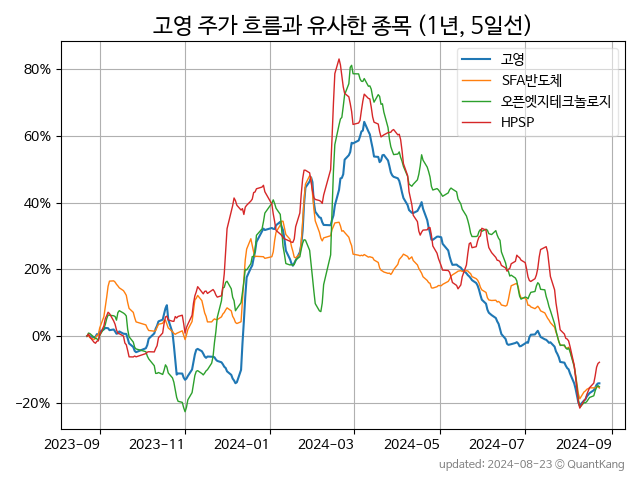 고영 주가 흐름과 유사한 종목 (1년, 5일선)
고영
SFA반도체
오픈엣지테크놀로지
HPSP
80%
60%
40%
20%
0%
−20%
2023-09 2023-11 2024-01 2024-03 2024-05 2024-07 2024-09
updated: 2024-08-23 © QuantKang